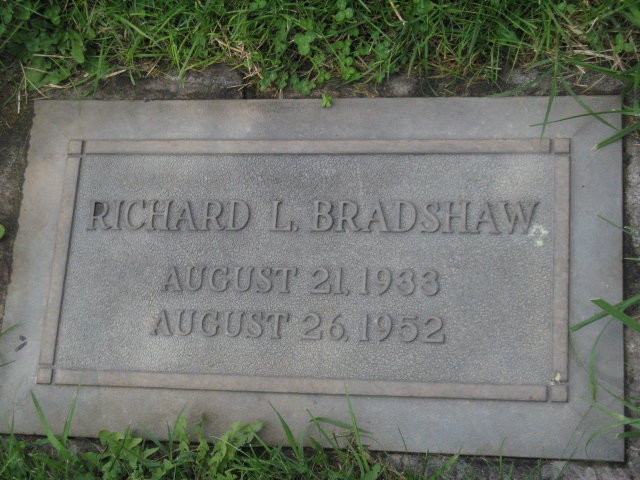 RICHARD L. BRADSHAW
AUGUST 21, 1933
AUGUST 26, 1952